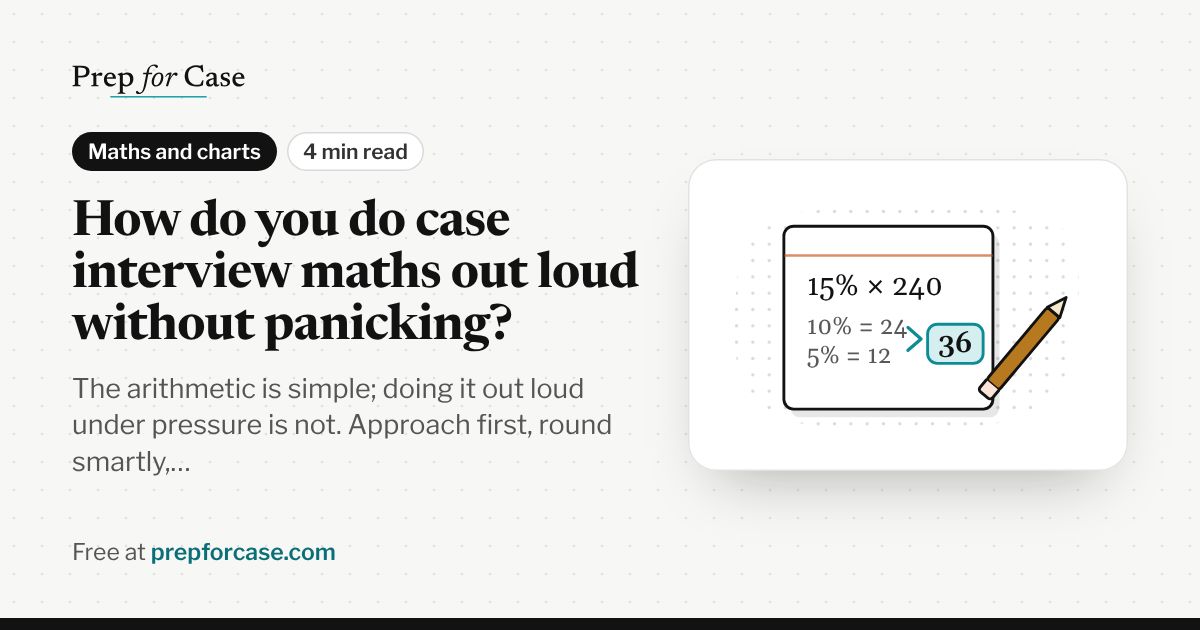 Prep for Case
Maths and charts
4 min read
How do you do case
interview maths out loud
without panicking?
The arithmetic is simple; doing it out loud
under pressure is not. Approach first, round
smartly,…
Free at prepforcase.com
15% × 240
10% = 24
5% = 12
36